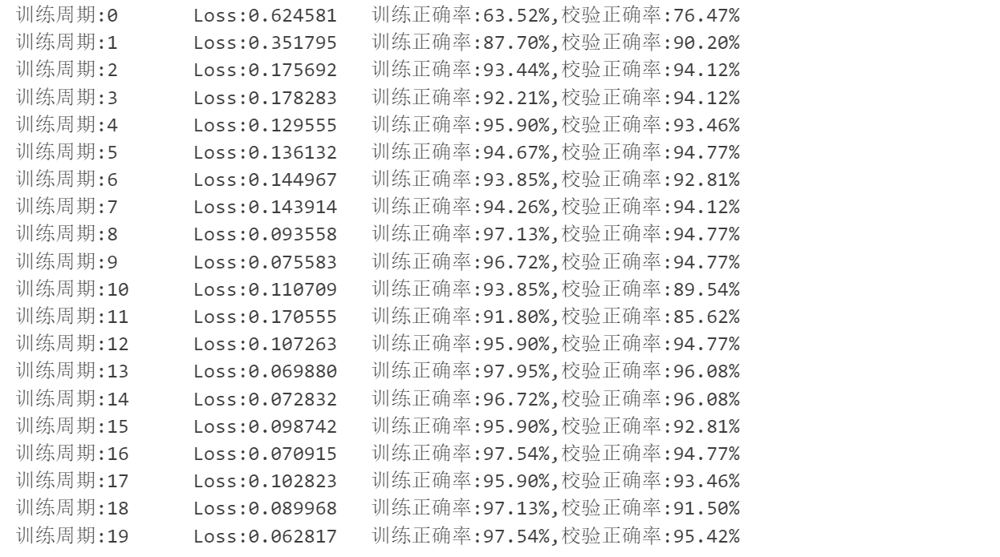 训练周期:0 Loss:0.624581 训练正确率:63.52%,校验正确率:76.47%
训练周期:1 Loss:0.351795 训练正确率:87.70%,校验正确率:90.20%
训练周期:2 Loss:0.175692 训练正确率:93.44%,校验正确率:94.12%
训练周期:3 Loss:0.178283 训练正确率:92.21%,校验正确率:94.12%
训练周期:4 Loss:0.129555 训练正确率:95.90%,校验正确率:93.46%
训练周期:5 Loss:0.136132 训练正确率:94.67%,校验正确率:94.77%
训练周期:6 Loss:0.144967 训练正确率:93.85%,校验正确率:92.81%
训练周期:7 Loss:0.143914 训练正确率:94.26%,校验正确率:94.12%
训练周期:8 Loss:0.093558 训练正确率:97.13%,校验正确率:94.77%
训练周期:9 Loss:0.075583 训练正确率:96.72%,校验正确率:94.77%
训练周期:10 Loss:0.110709 训练正确率:93.85%,校验正确率:89.54%
训练周期:11 Loss:0.170555 训练正确率:91.80%,校验正确率:85.62%
训练周期:12 Loss:0.107263 训练正确率:95.90%,校验正确率:94.77%
训练周期:13 Loss:0.069880 训练正确率:97.95%,校验正确率:96.08%
训练周期:14 Loss:0.072832 训练正确率:96.72%,校验正确率:96.08%
训练周期:15 Loss:0.098742 训练正确率:95.90%,校验正确率:92.81%
训练周期:16 Loss:0.070915 训练正确率:97.54%,校验正确率:94.77%
训练周期:17 Loss:0.102823 训练正确率:95.90%,校验正确率:93.46%
训练周期:18 Loss:0.089968 训练正确率:97.13%,校验正确率:91.50%
训练周期:19 Loss:0.062817 训练正确率:97.54%,校验正确率:95.42%